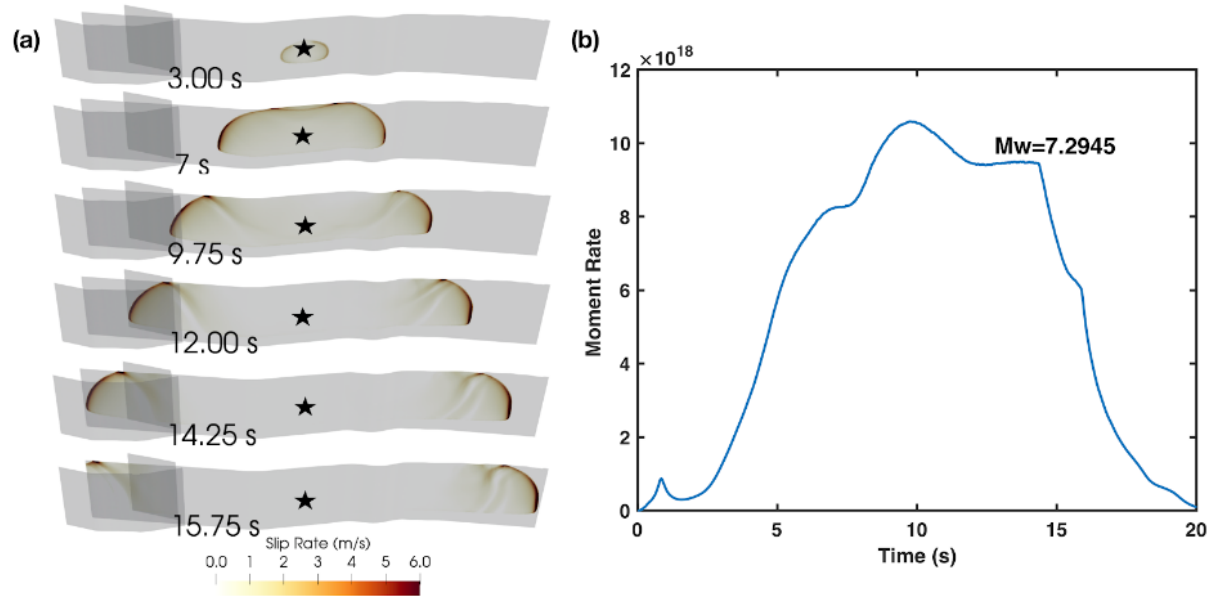 (a)
3.00 s
7 s
9.75 s
12.00 s
14.25 s
15.75 s
Slip Rate (m/s)
0.0 1 2 3 4 5 6.0
(b)
×10^18
12
10
8
6
4
2
0
Moment Rate
Mw=7.2945
0 5 10 15 20
Time (s)